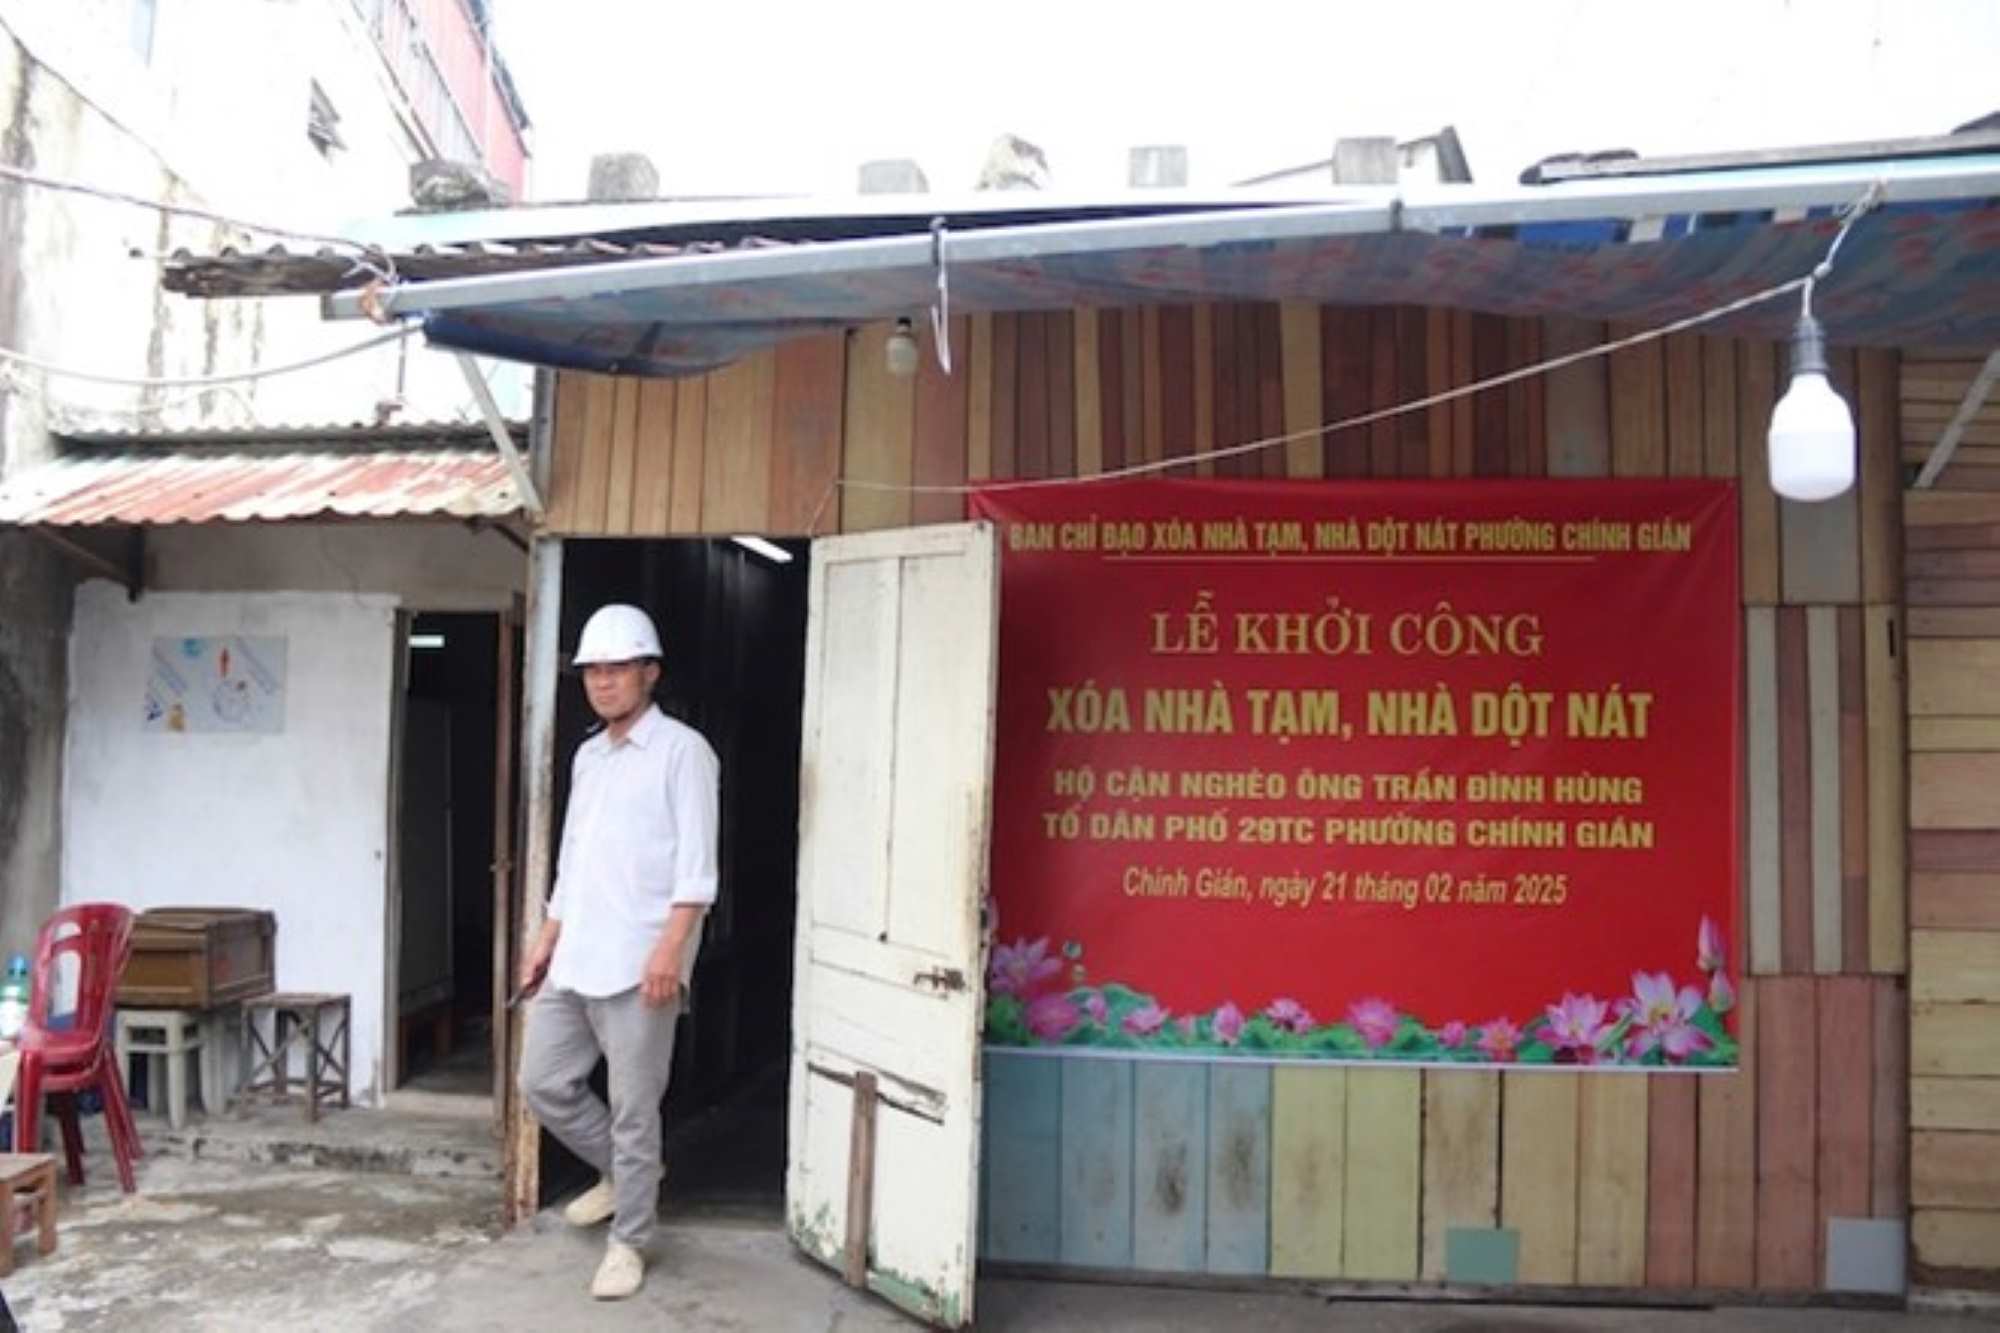 BAN CHỈ ĐẠO XÓA NHÀ TẠM, NHÀ DỘT NÁT PHƯỜNG CHÍNH GIÁN
LỄ KHỞI CÔNG
XÓA NHÀ TẠM, NHÀ DỘT NÁT
HỘ CẬN NGHÈO ÔNG TRẦN ĐÌNH HÙNG
TỔ DÂN PHỐ 29TC PHƯỜNG CHÍNH GIÁN
Chính Gián, ngày 21 tháng 02 năm 2025